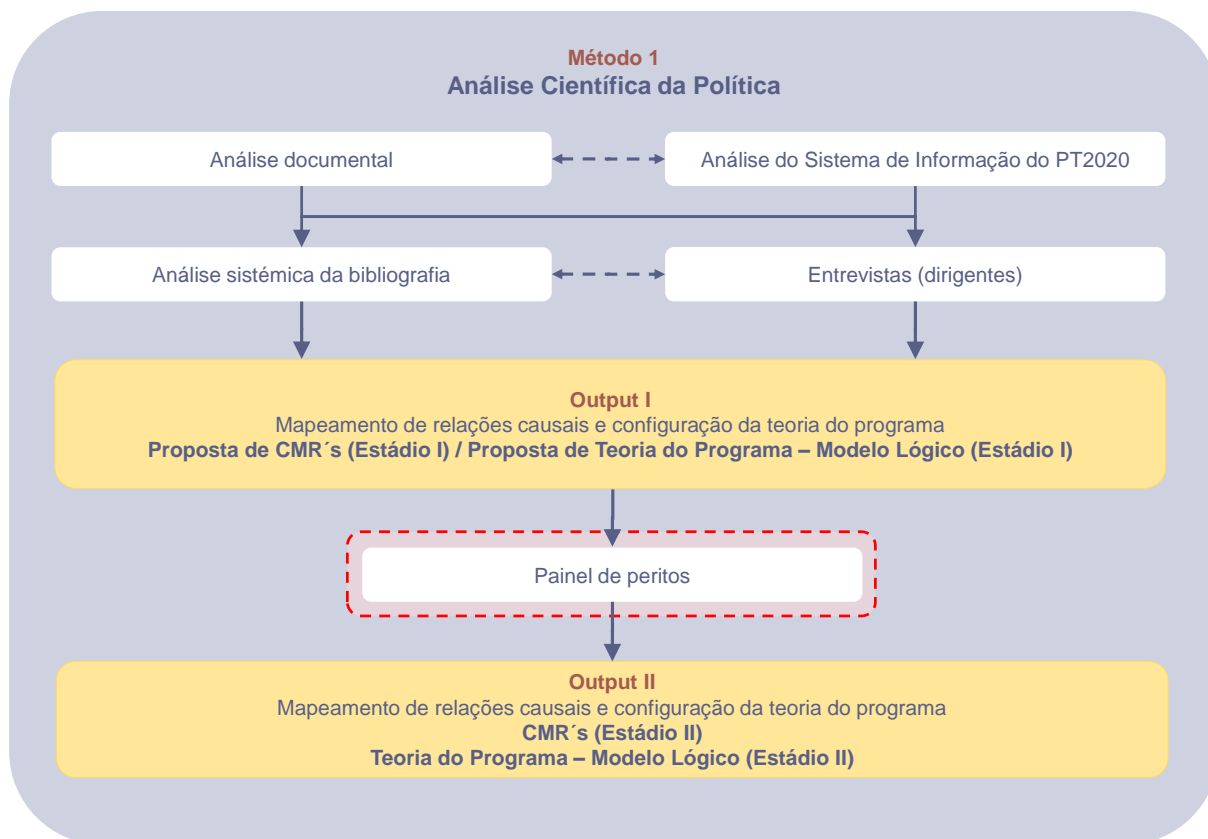 Método 1
Análise Científica da Política
Análise documental
Análise do Sistema de Informação do PT2020
Análise sistémica da bibliografia
Entrevistas (dirigentes)
Output I
Mapeamento de relações causais e configuração da teoria do programa
Proposta de CMR´s (Estádio I) / Proposta de Teoria do Programa – Modelo Lógico (Estádio I)
Painel de peritos
Output II
Mapeamento de relações causais e configuração da teoria do programa
CMR´s (Estádio II)
Teoria do Programa – Modelo Lógico (Estádio II)